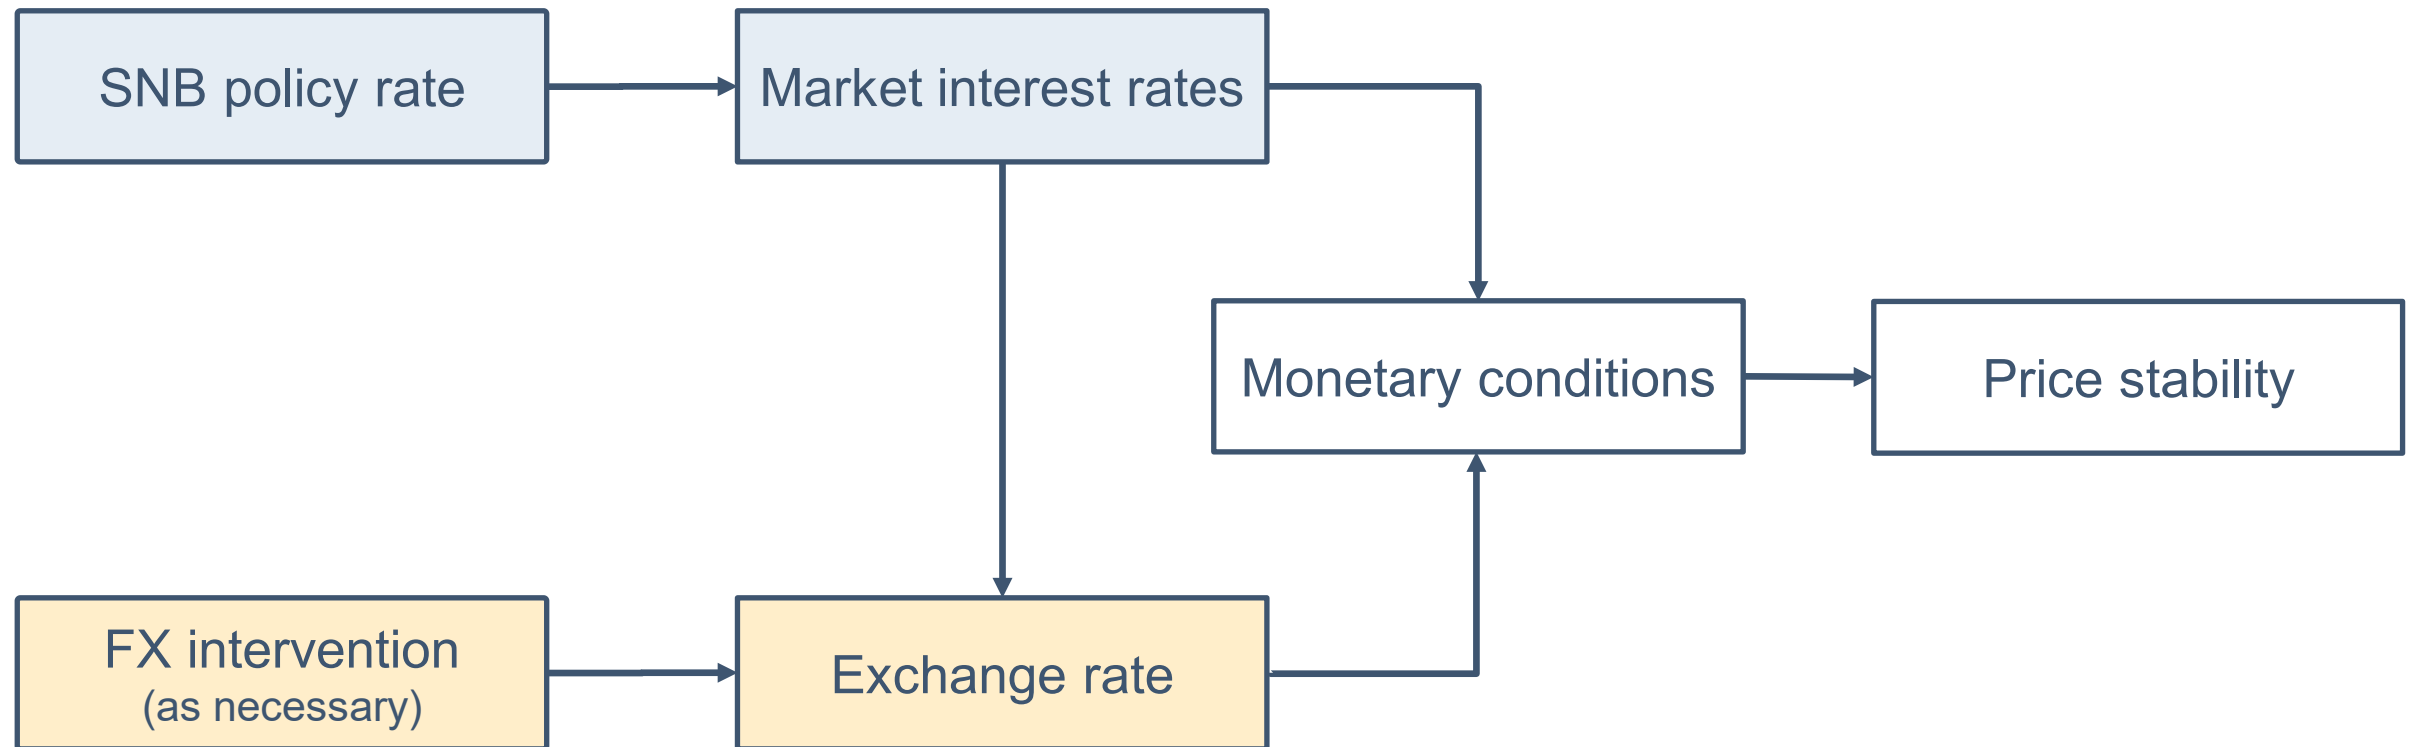 SNB policy rate
Market interest rates
Monetary conditions
Price stability
FX intervention
(as necessary)
Exchange rate